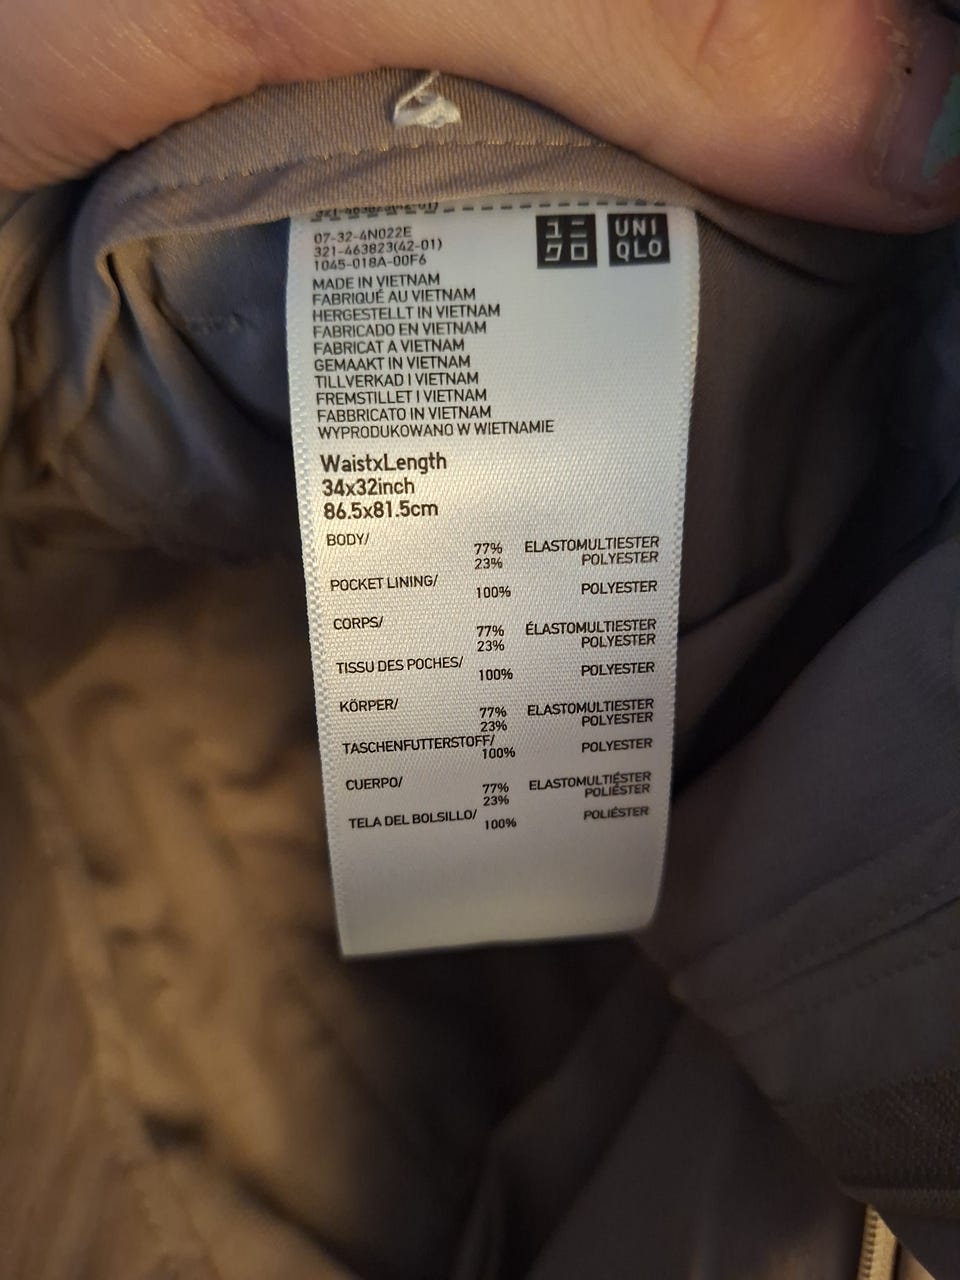 321-463823(42-01)
07-32-4N022E
321-463823(42-01)
1045-018A-00F6
ユニ
クロ
UNI
QLO
MADE IN VIETNAM
FABRIQUÉ AU VIETNAM
HERGESTELLT IN VIETNAM
FABRICADO EN VIETNAM
FABRICAT A VIETNAM
GEMAAKT IN VIETNAM
TILLVERKAD I VIETNAM
FREMSTILLET I VIETNAM
FABBRICATO IN VIETNAM
WYPRODUKOWANO W WIETNAMIE
WaistxLength
34x32inch
86.5x81.5cm
BODY/
77% ELASTOMULTIESTER
23% POLYESTER
POCKET LINING/
100% POLYESTER
CORPS/
77% ÉLASTOMULTIESTER
23% POLYESTER
TISSU DES POCHES/
100% POLYESTER
KÖRPER/
77% ELASTOMULTIESTER
23% POLYESTER
TASCHENFUTTERSTOFF/
100% POLYESTER
CUERPO/
77% ELASTOMULTIÉSTER
23% POLIÉSTER
TELA DEL BOLSILLO/
100% POLIÉSTER